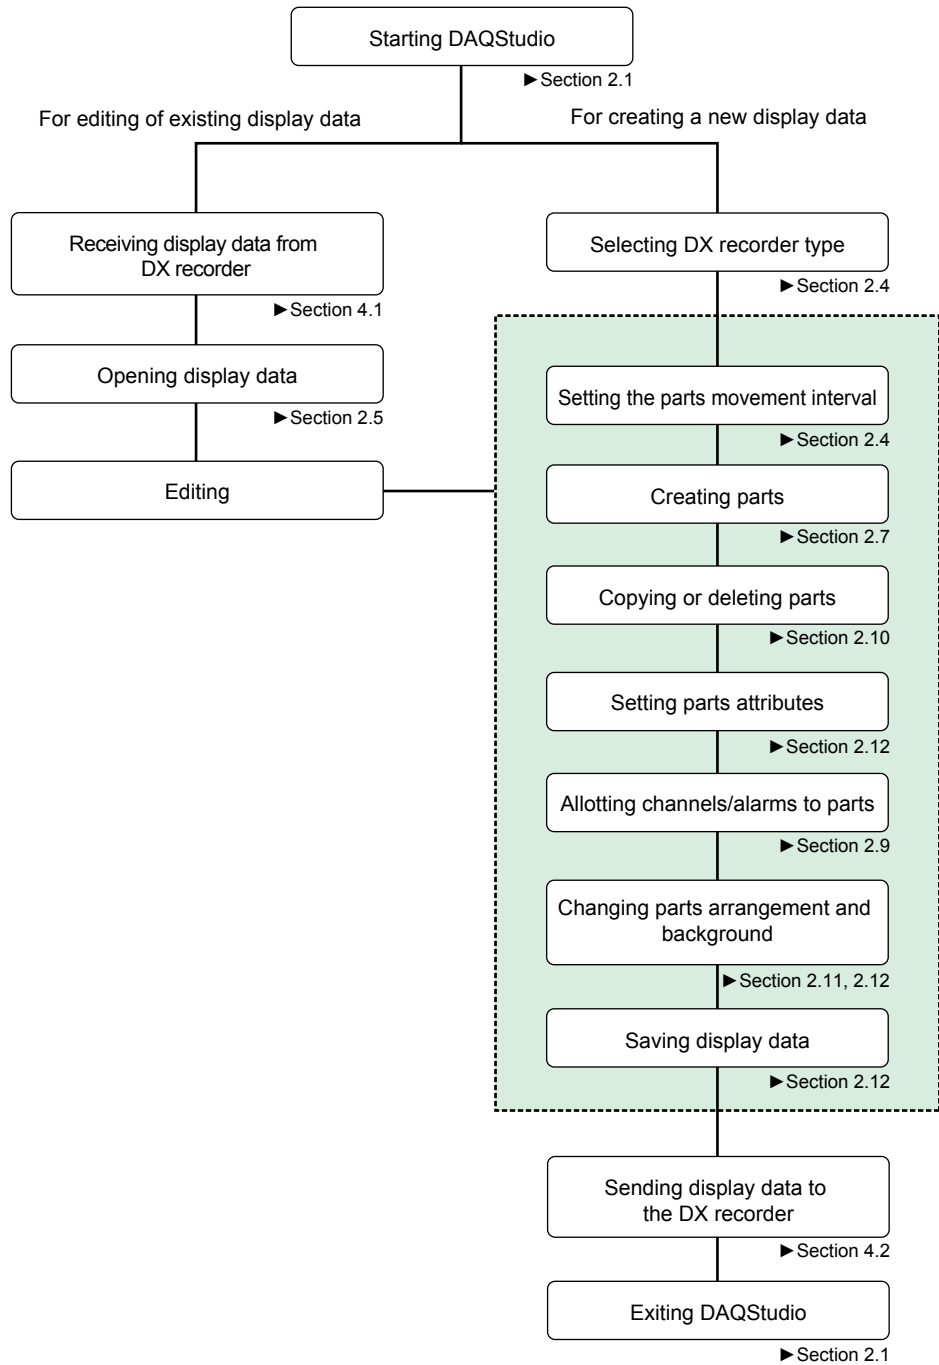 Starting DAQStudio
►Section 2.1
For editing of existing display data
For creating a new display data
Receiving display data from
DX recorder
►Section 4.1
Opening display data
►Section 2.5
Editing
Selecting DX recorder type
►Section 2.4
Setting the parts movement interval
►Section 2.4
Creating parts
►Section 2.7
Copying or deleting parts
►Section 2.10
Setting parts attributes
►Section 2.12
Allotting channels/alarms to parts
►Section 2.9
Changing parts arrangement and
background
►Section 2.11, 2.12
Saving display data
►Section 2.12
Sending display data to
the DX recorder
►Section 4.2
Exiting DAQStudio
►Section 2.1